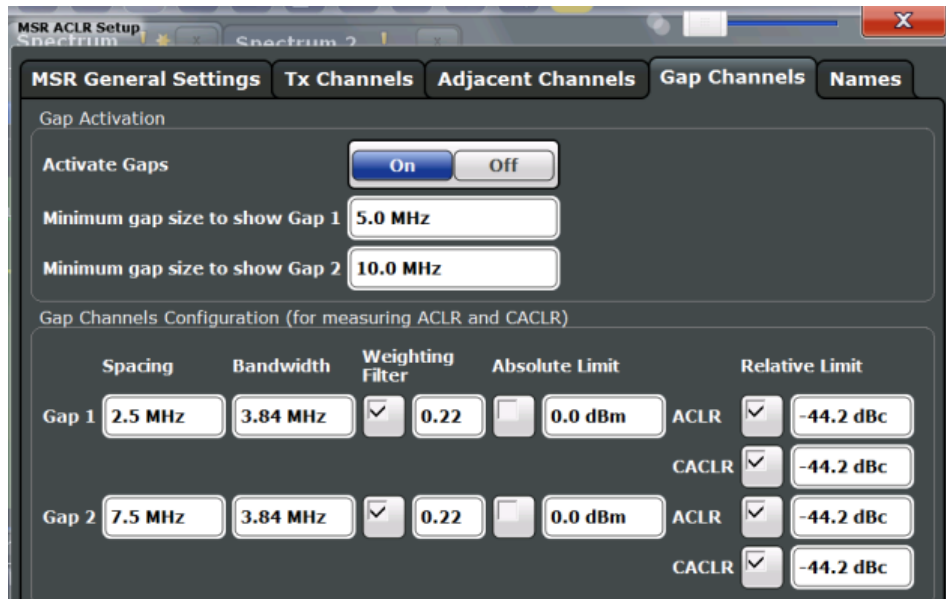 MSR ACLR Setup
Spectrum
Spectrum 2
X
MSR General Settings Tx Channels Adjacent Channels Gap Channels Names
Gap Activation
Activate Gaps On Off
Minimum gap size to show Gap 1 5.0 MHz
Minimum gap size to show Gap 2 10.0 MHz
Gap Channels Configuration (for measuring ACLR and CACLR)
Spacing Bandwidth Weighting Filter Absolute Limit Relative Limit
Gap 1 2.5 MHz 3.84 MHz 0.22 0.0 dBm ACLR -44.2 dBc
CACLR -44.2 dBc
Gap 2 7.5 MHz 3.84 MHz 0.22 0.0 dBm ACLR -44.2 dBc
CACLR -44.2 dBc